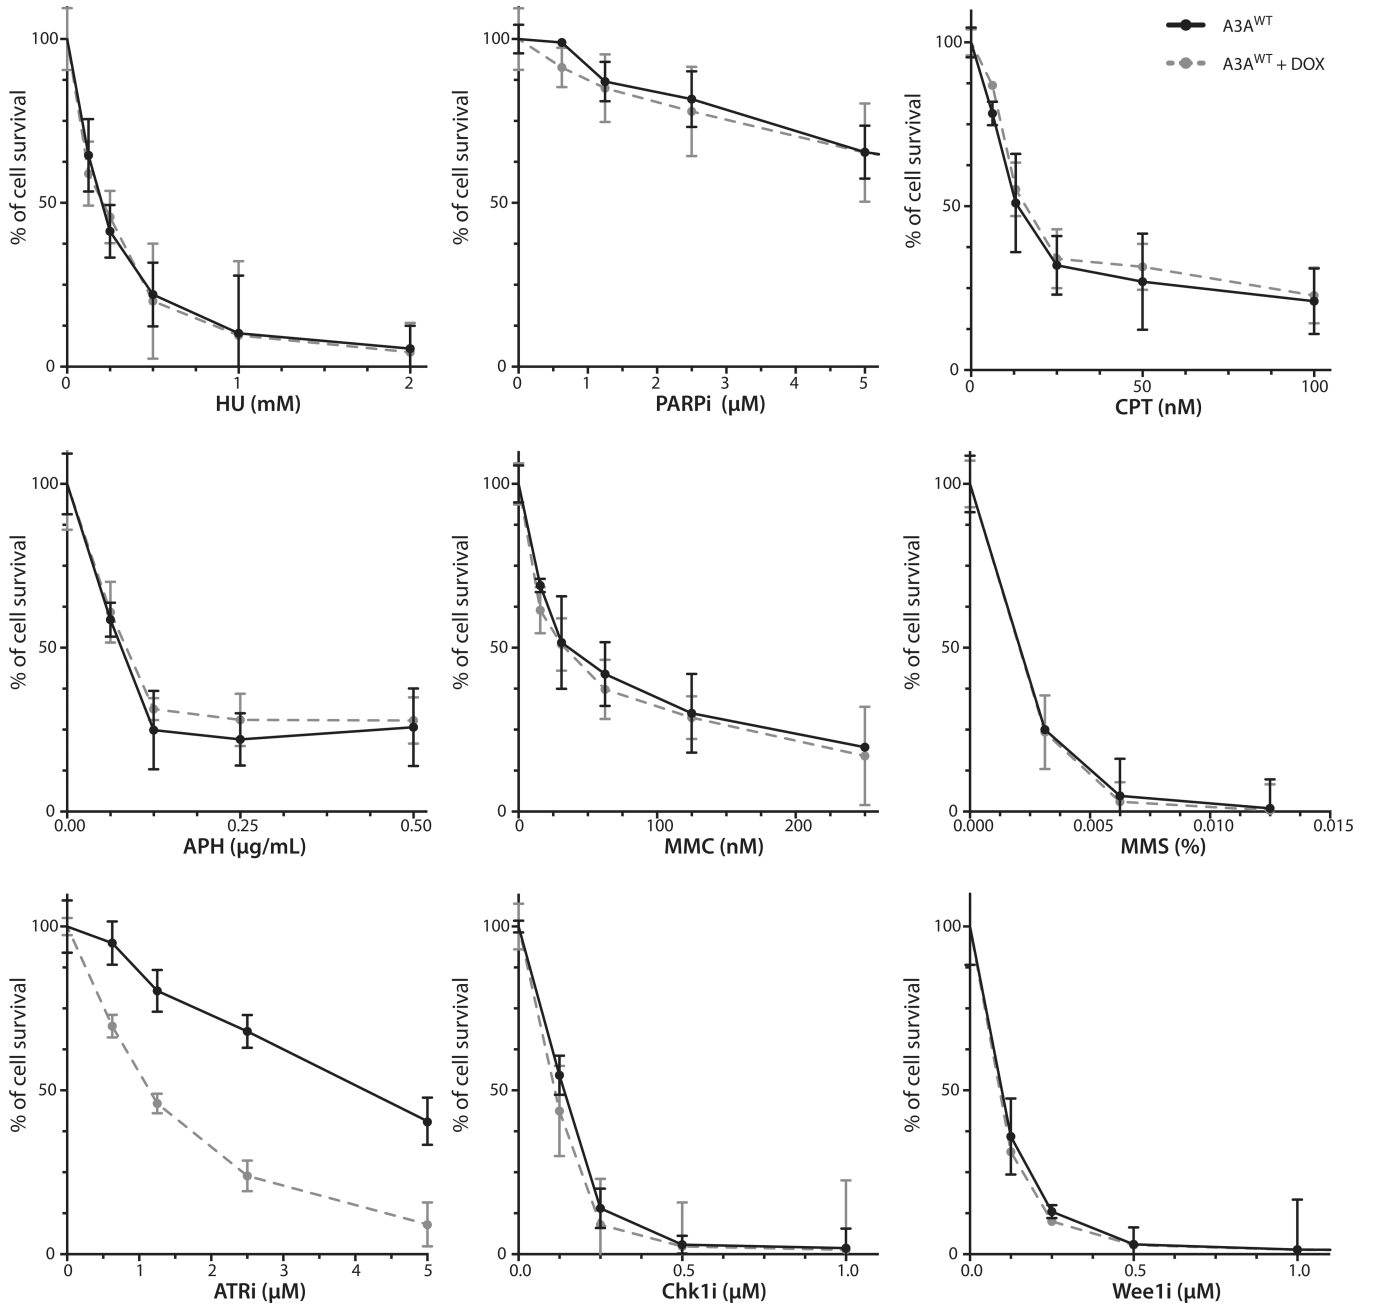 A3A^WT
A3A^WT + DOX
% of cell survival
100
50
0
0 1 2
HU (mM)
% of cell survival
100
50
0
0 1 2 3 4 5
PARPi (μM)
% of cell survival
100
50
0
0 50 100
CPT (nM)
% of cell survival
100
50
0
0.00 0.25 0.50
APH (μg/mL)
% of cell survival
100
50
0
0 100 200
MMC (nM)
% of cell survival
100
50
0
0.000 0.005 0.010 0.015
MMS (%)
% of cell survival
100
50
0
0 1 2 3 4 5
ATRi (μM)
% of cell survival
100
50
0
0.0 0.5 1.0
Chk1i (μM)
% of cell survival
100
50
0
0.0 0.5 1.0
Wee1i (μM)